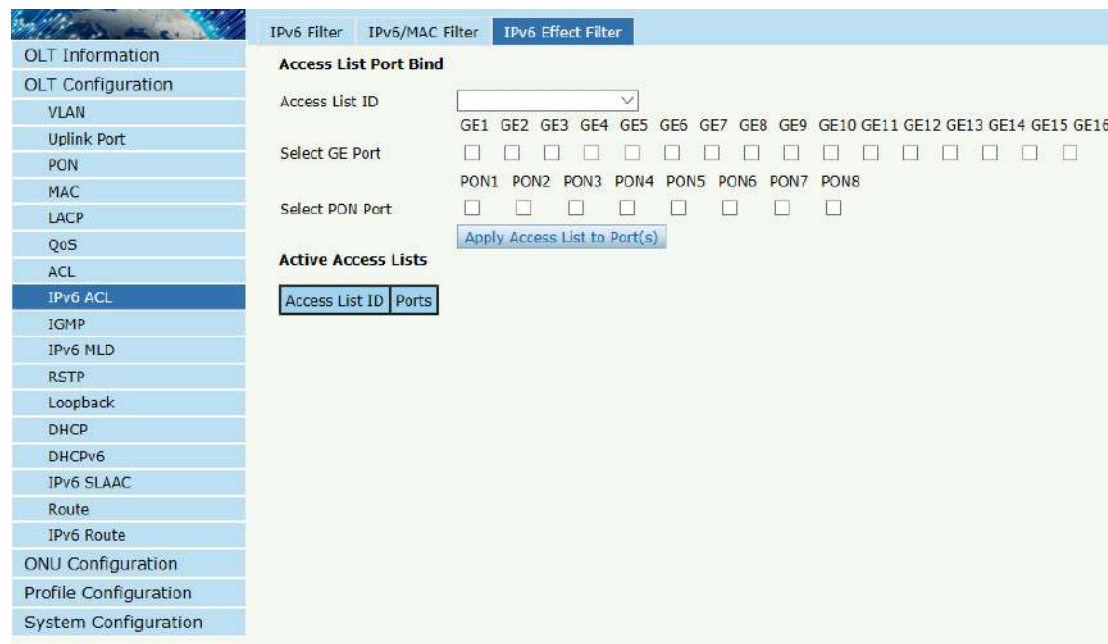 IPv6 Filter IPv6/MAC Filter IPv6 Effect Filter
OLT Information
OLT Configuration
VLAN
Uplink Port
PON
MAC
LACP
QoS
ACL
IPv6 ACL
IGMP
IPv6 MLD
RSTP
Loopback
DHCP
DHCPv6
IPv6 SLAAC
Route
IPv6 Route
ONU Configuration
Profile Configuration
System Configuration
Access List Port Bind
Access List ID
GE1 GE2 GE3 GE4 GE5 GE6 GE7 GE8 GE9 GE10 GE11 GE12 GE13 GE14 GE15 GE16
Select GE Port
PON1 PON2 PON3 PON4 PON5 PON6 PON7 PON8
Select PON Port
Apply Access List to Port(s)
Active Access Lists
Access List ID Ports